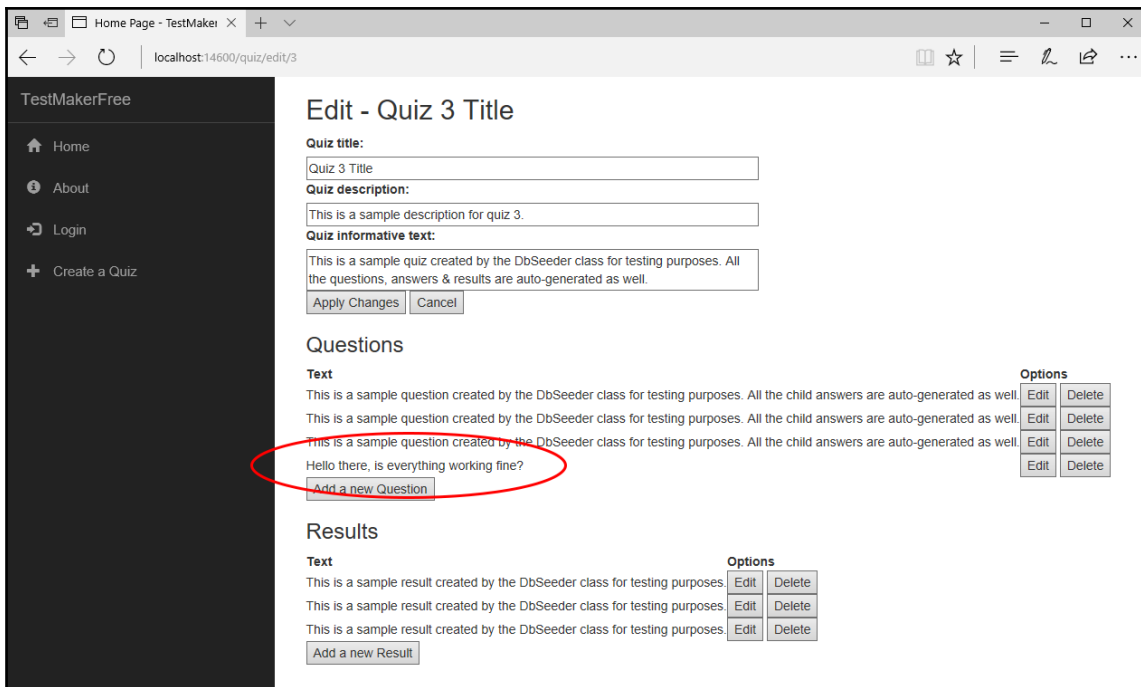 Home Page - TestMaker
localhost:14600/quiz/edit/3
TestMakerFree
Home
About
Login
Create a Quiz
Edit - Quiz 3 Title
Quiz title:
Quiz 3 Title
Quiz description:
This is a sample description for quiz 3.
Quiz informative text:
This is a sample quiz created by the DbSeeder class for testing purposes. All
the questions, answers & results are auto-generated as well.
Apply Changes Cancel
Questions
Text Options
This is a sample question created by the DbSeeder class for testing purposes. All the child answers are auto-generated as well. Edit Delete
This is a sample question created by the DbSeeder class for testing purposes. All the child answers are auto-generated as well. Edit Delete
This is a sample question created by the DbSeeder class for testing purposes. All the child answers are auto-generated as well. Edit Delete
Hello there, is everything working fine? Edit Delete
Add a new Question
Results
Text Options
This is a sample result created by the DbSeeder class for testing purposes. Edit Delete
This is a sample result created by the DbSeeder class for testing purposes. Edit Delete
This is a sample result created by the DbSeeder class for testing purposes. Edit Delete
Add a new Result